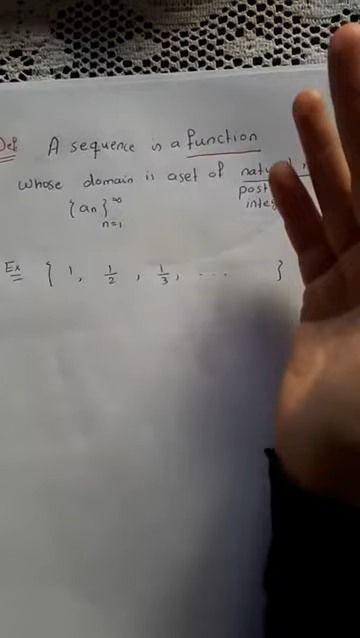 Def A sequence is a function
whose domain is a set of
{an}∞ n=1
Ex { 1, 1/2, 1/3, ... }